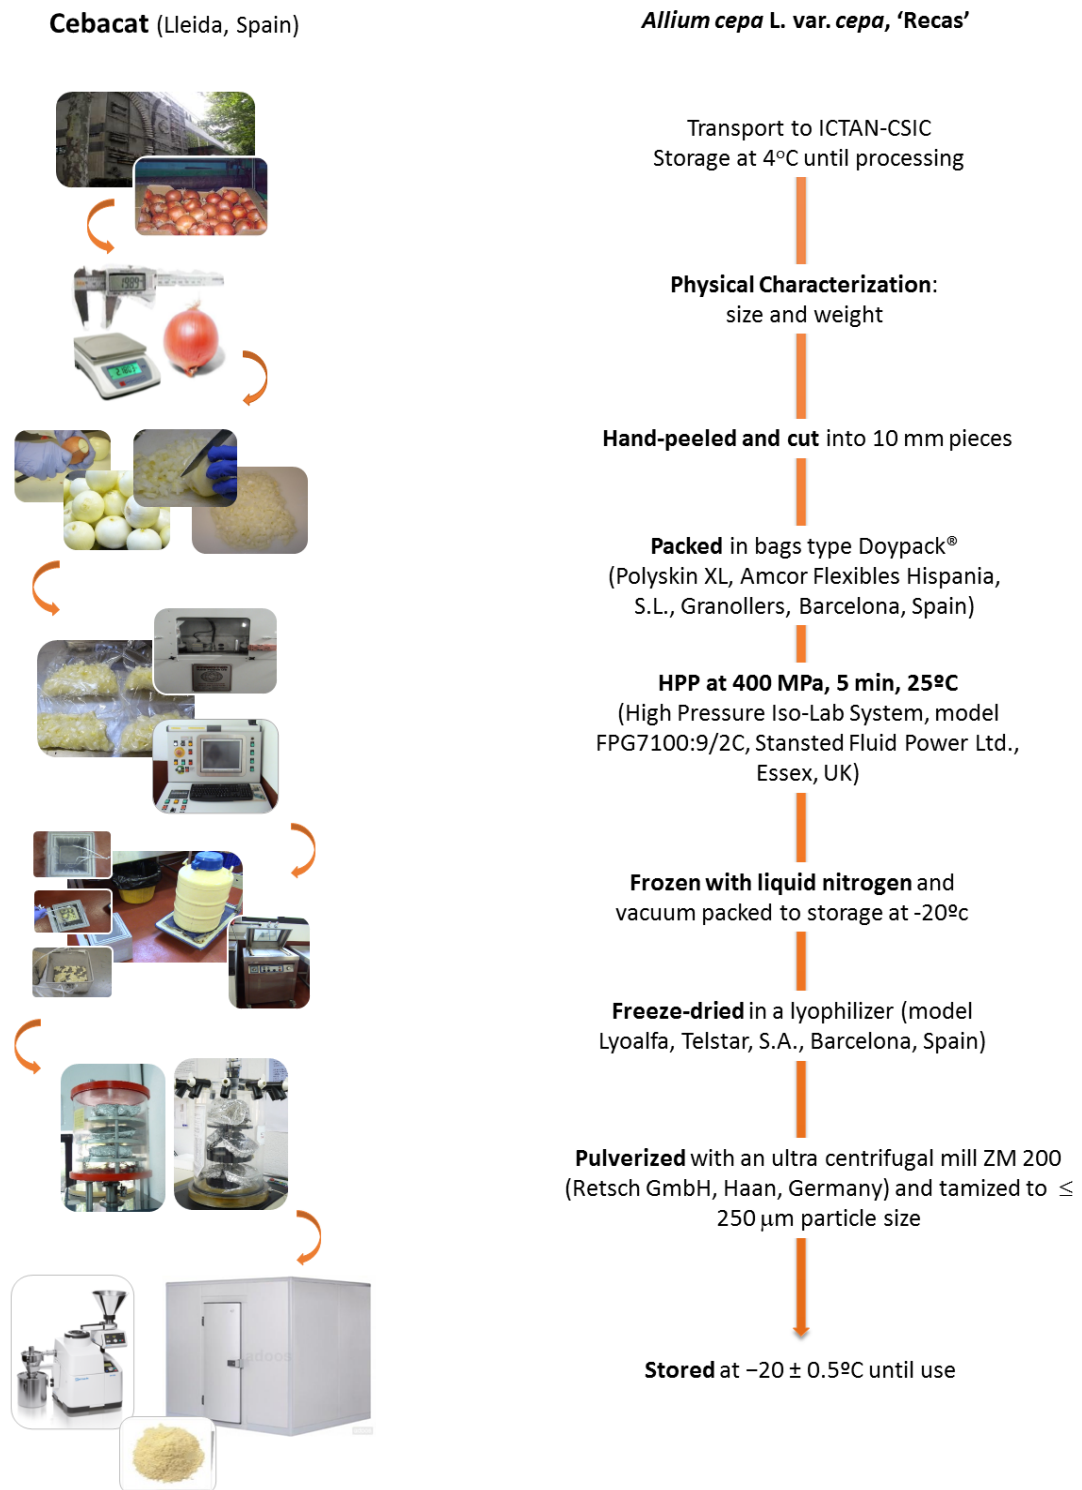 Cebacat (Lleida, Spain)
Allium cepa L. var. cepa, ‘Recas’
Transport to ICTAN-CSIC
Storage at 4ºC until processing
Physical Characterization:
size and weight
Hand-peeled and cut into 10 mm pieces
Packed in bags type Doypack®
(Polyskin XL, Amcor Flexibles Hispania,
S.L., Granollers, Barcelona, Spain)
HPP at 400 MPa, 5 min, 25ºC
(High Pressure Iso-Lab System, model
FPG7100:9/2C, Stansted Fluid Power Ltd.,
Essex, UK)
Frozen with liquid nitrogen and
vacuum packed to storage at -20ºc
Freeze-dried in a lyophilizer (model
Lyoalfa, Telstar, S.A., Barcelona, Spain)
Pulverized with an ultra centrifugal mill ZM 200
(Retsch GmbH, Haan, Germany) and tamized to ≤
250 μm particle size
Stored at −20 ± 0.5ºC until use
adoos